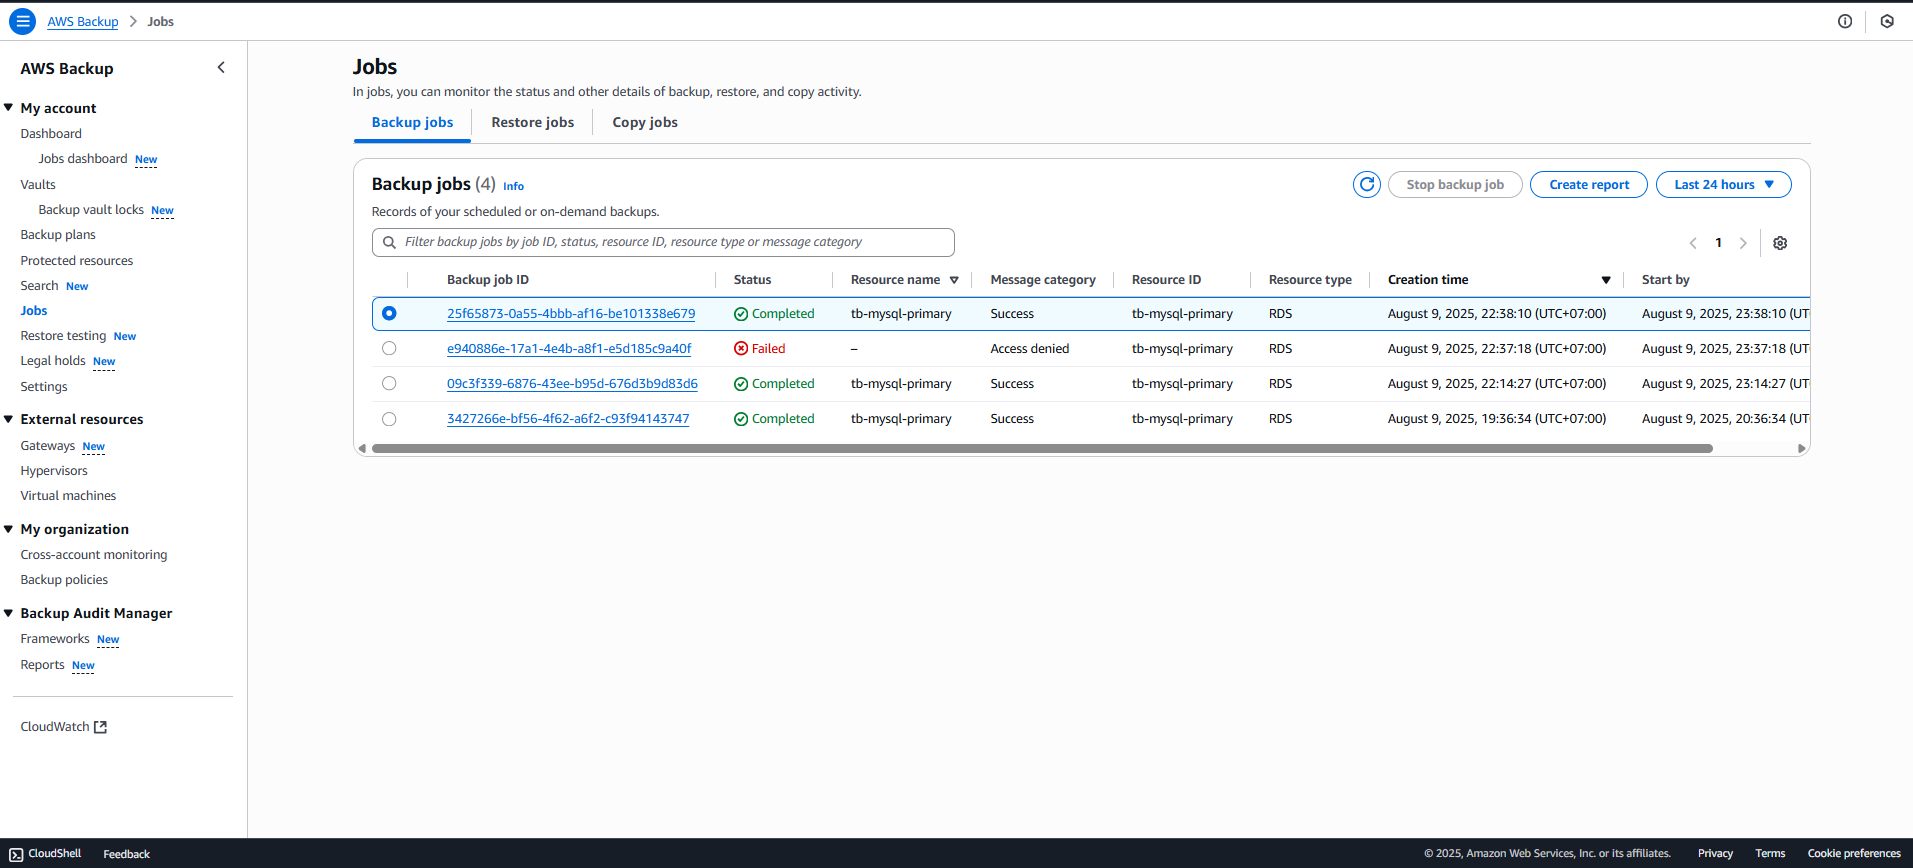 AWS Backup > Jobs
AWS Backup
My account
Dashboard
Jobs dashboard New
Vaults
Backup vault locks New
Backup plans
Protected resources
Search New
Jobs
Restore testing New
Legal holds New
Settings
External resources
Gateways New
Hypervisors
Virtual machines
My organization
Cross-account monitoring
Backup policies
Backup Audit Manager
Frameworks New
Reports New
CloudWatch
Jobs
In jobs, you can monitor the status and other details of backup, restore, and copy activity.
Backup jobs Restore jobs Copy jobs
Backup jobs (4) Info Stop backup job Create report Last 24 hours
Records of your scheduled or on-demand backups.
Filter backup jobs by job ID, status, resource ID, resource type or message category 1
Backup job ID Status Resource name Message category Resource ID Resource type Creation time Start by
25f65873-0a55-4bbb-af16-be101338e679 Completed tb-mysql-primary Success tb-mysql-primary RDS August 9, 2025, 22:38:10 (UTC+07:00) August 9, 2025, 23:38:10 (UT
e940886e-17a1-4e4b-a8f1-e5d185c9a40f Failed – Access denied tb-mysql-primary RDS August 9, 2025, 22:37:18 (UTC+07:00) August 9, 2025, 23:37:18 (UT
09c3f339-6876-43ee-b95d-676d3b9d83d6 Completed tb-mysql-primary Success tb-mysql-primary RDS August 9, 2025, 22:14:27 (UTC+07:00) August 9, 2025, 23:14:27 (UT
3427266e-bf56-4f62-a6f2-c93f94143747 Completed tb-mysql-primary Success tb-mysql-primary RDS August 9, 2025, 19:36:34 (UTC+07:00) August 9, 2025, 20:36:34 (UT
CloudShell Feedback © 2025, Amazon Web Services, Inc. or its affiliates. Privacy Terms Cookie preferences